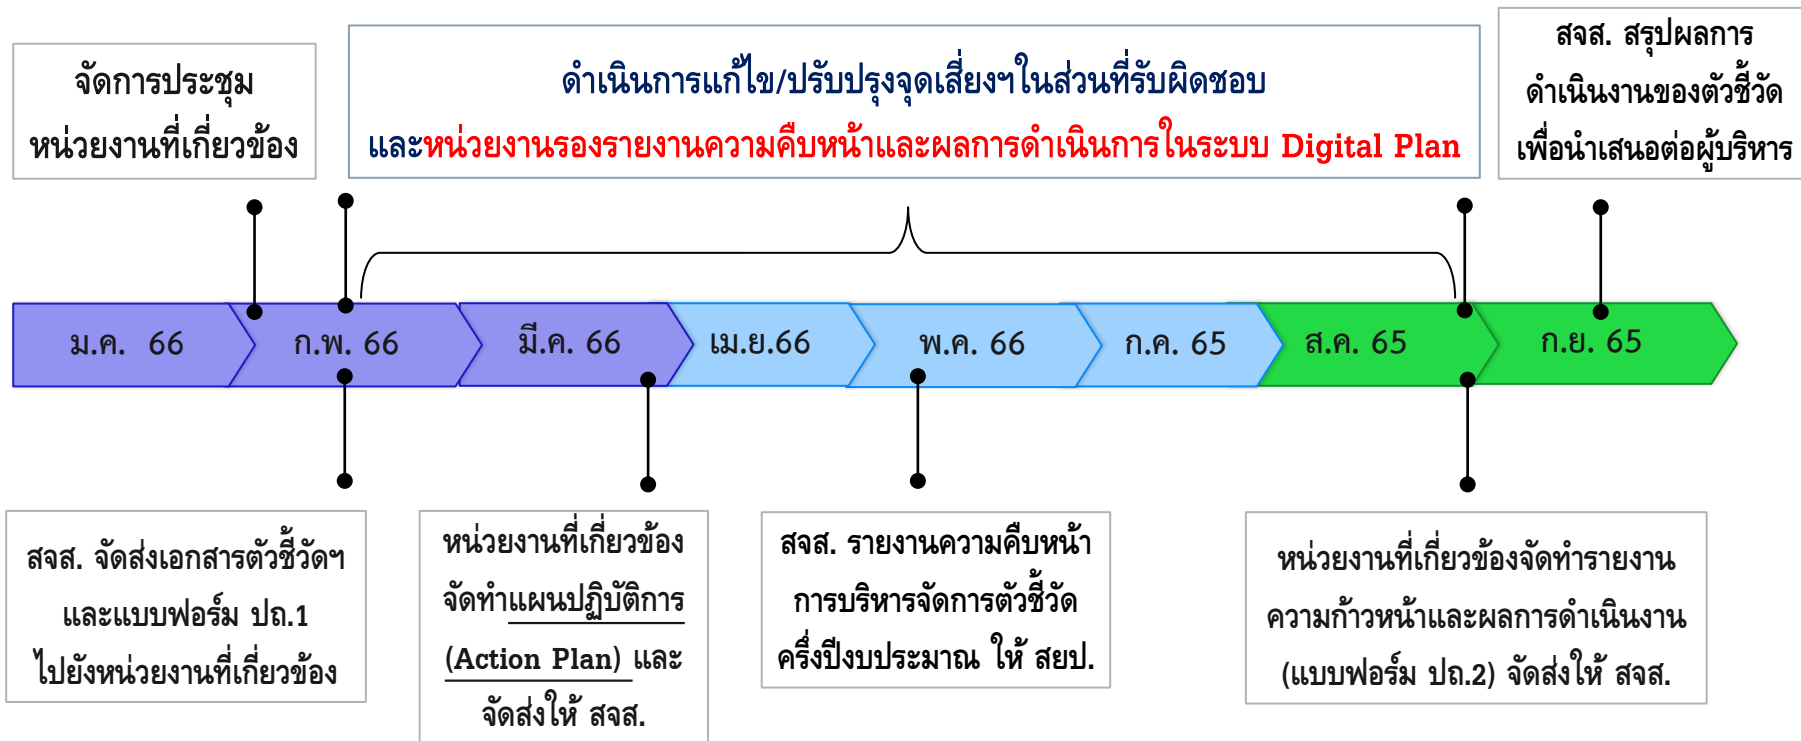 จัดการประชุม
หน่วยงานที่เกี่ยวข้อง
ดำเนินการแก้ไข/ปรับปรุงจุดเสี่ยงฯในส่วนที่รับผิดชอบ
และหน่วยงานรองรายงานความคืบหน้าและผลการดำเนินการในระบบ Digital Plan
สจส. สรุปผลการ
ดำเนินงานของตัวชี้วัด
เพื่อนำเสนอต่อผู้บริหาร
ม.ค. 66
ก.พ. 66
มี.ค. 66
เม.ย.66
พ.ค. 66
ก.ค. 65
ส.ค. 65
ก.ย. 65
สจส. จัดส่งเอกสารตัวชี้วัดฯ
และแบบฟอร์ม ปถ.1
ไปยังหน่วยงานที่เกี่ยวข้อง
หน่วยงานที่เกี่ยวข้อง
จัดทำแผนปฏิบัติการ
(Action Plan) และ
จัดส่งให้ สจส.
สจส. รายงานความคืบหน้า
การบริหารจัดการตัวชี้วัด
ครึ่งปีงบประมาณ ให้ สยป.
หน่วยงานที่เกี่ยวข้องจัดทำรายงาน
ความก้าวหน้าและผลการดำเนินงาน
(แบบฟอร์ม ปถ.2) จัดส่งให้ สจส.